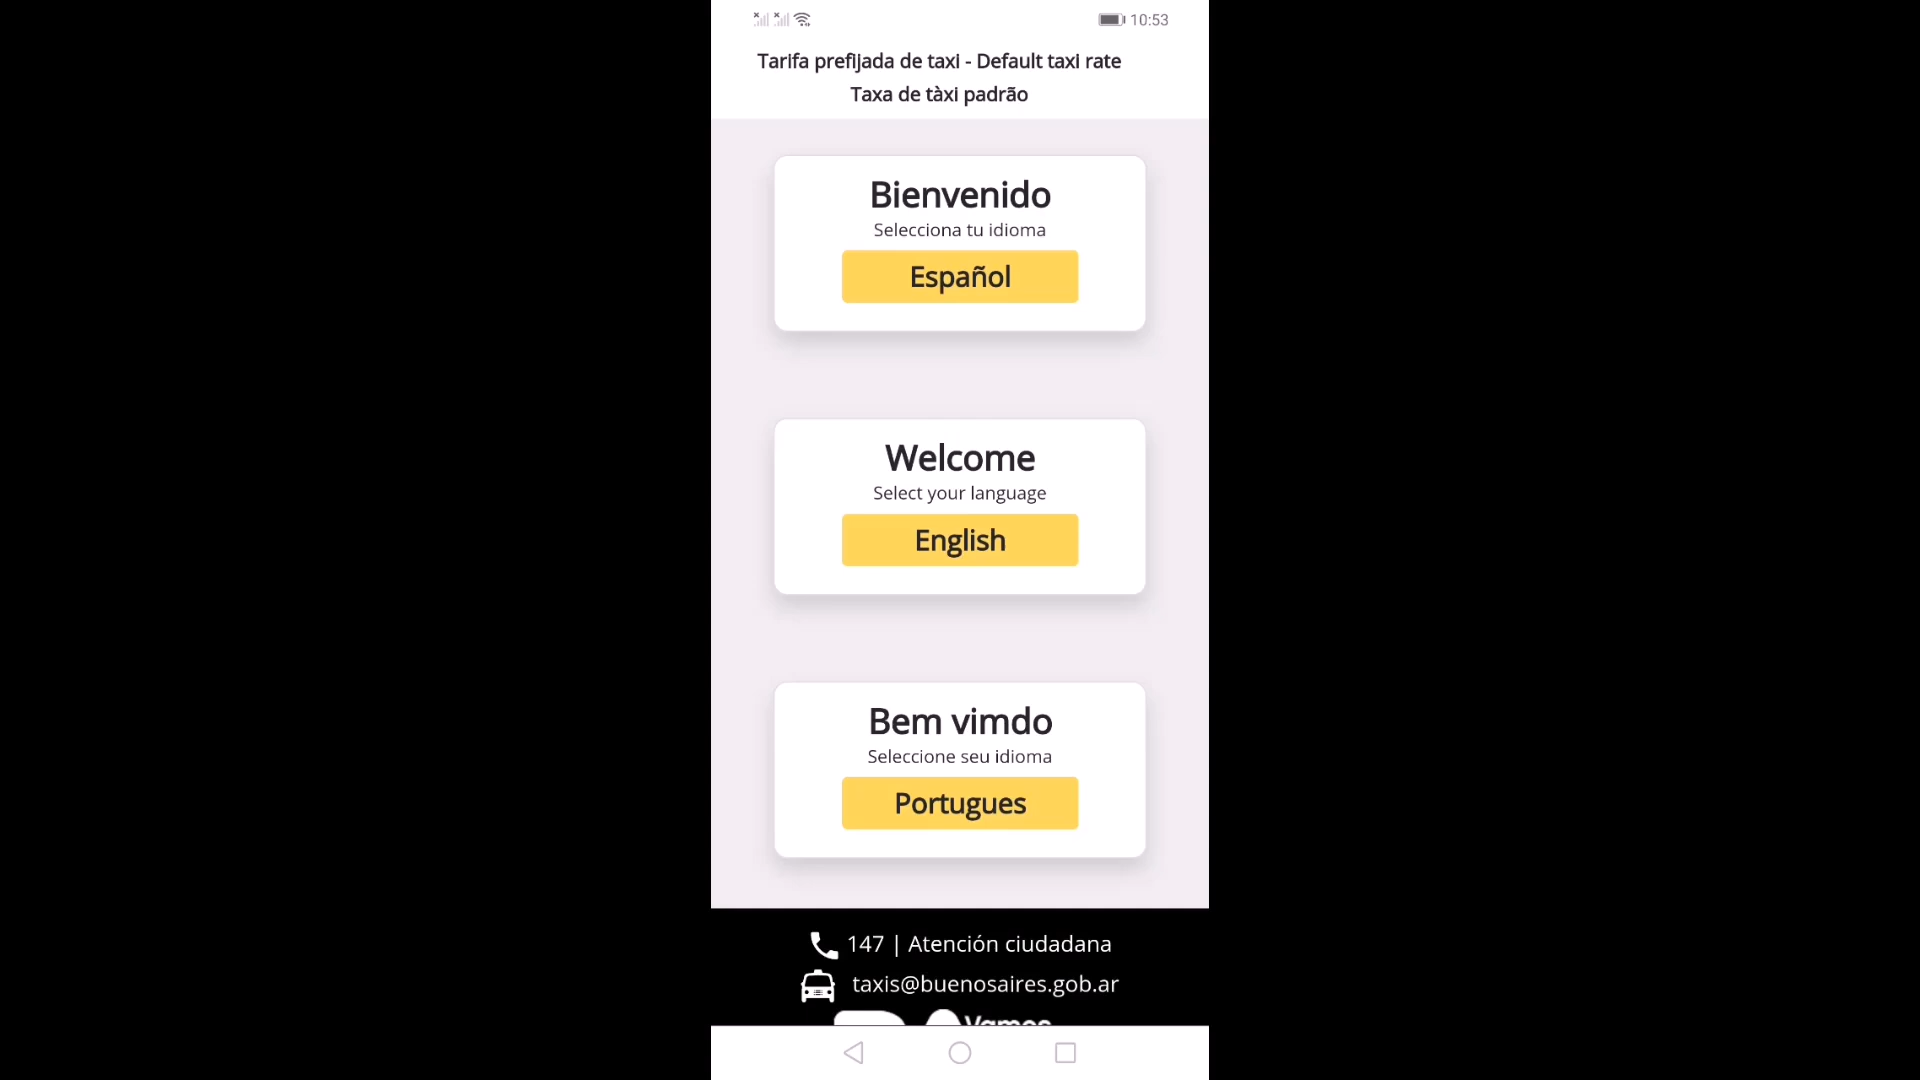 10:53
Tarifa prefijada de taxi - Default taxi rate
Taxa de tàxi padrão
Bienvenido
Selecciona tu idioma
Español
Welcome
Select your language
English
Bem vimdo
Seleccione seu idioma
Portugues
147 | Atención ciudadana
taxis@buenosaires.gob.ar
Vamos